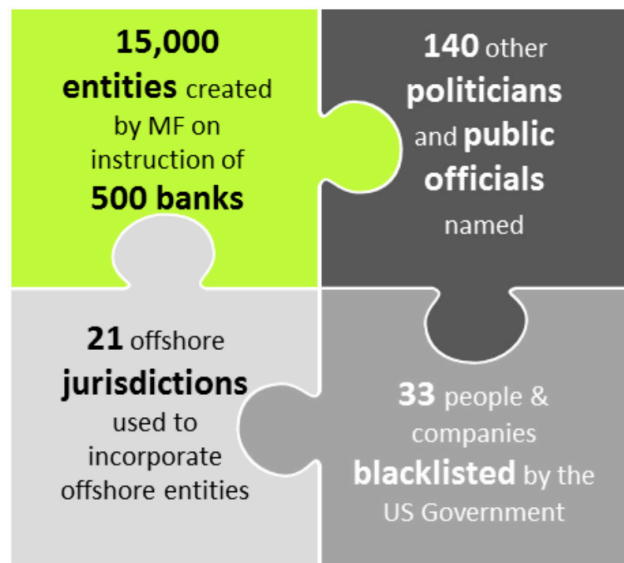 15,000
entities created
by MF on
instruction of
500 banks
140 other
politicians
and public
officials
named
21 offshore
jurisdictions
used to
incorporate
offshore entities
33 people &
companies
blacklisted by the
US Government